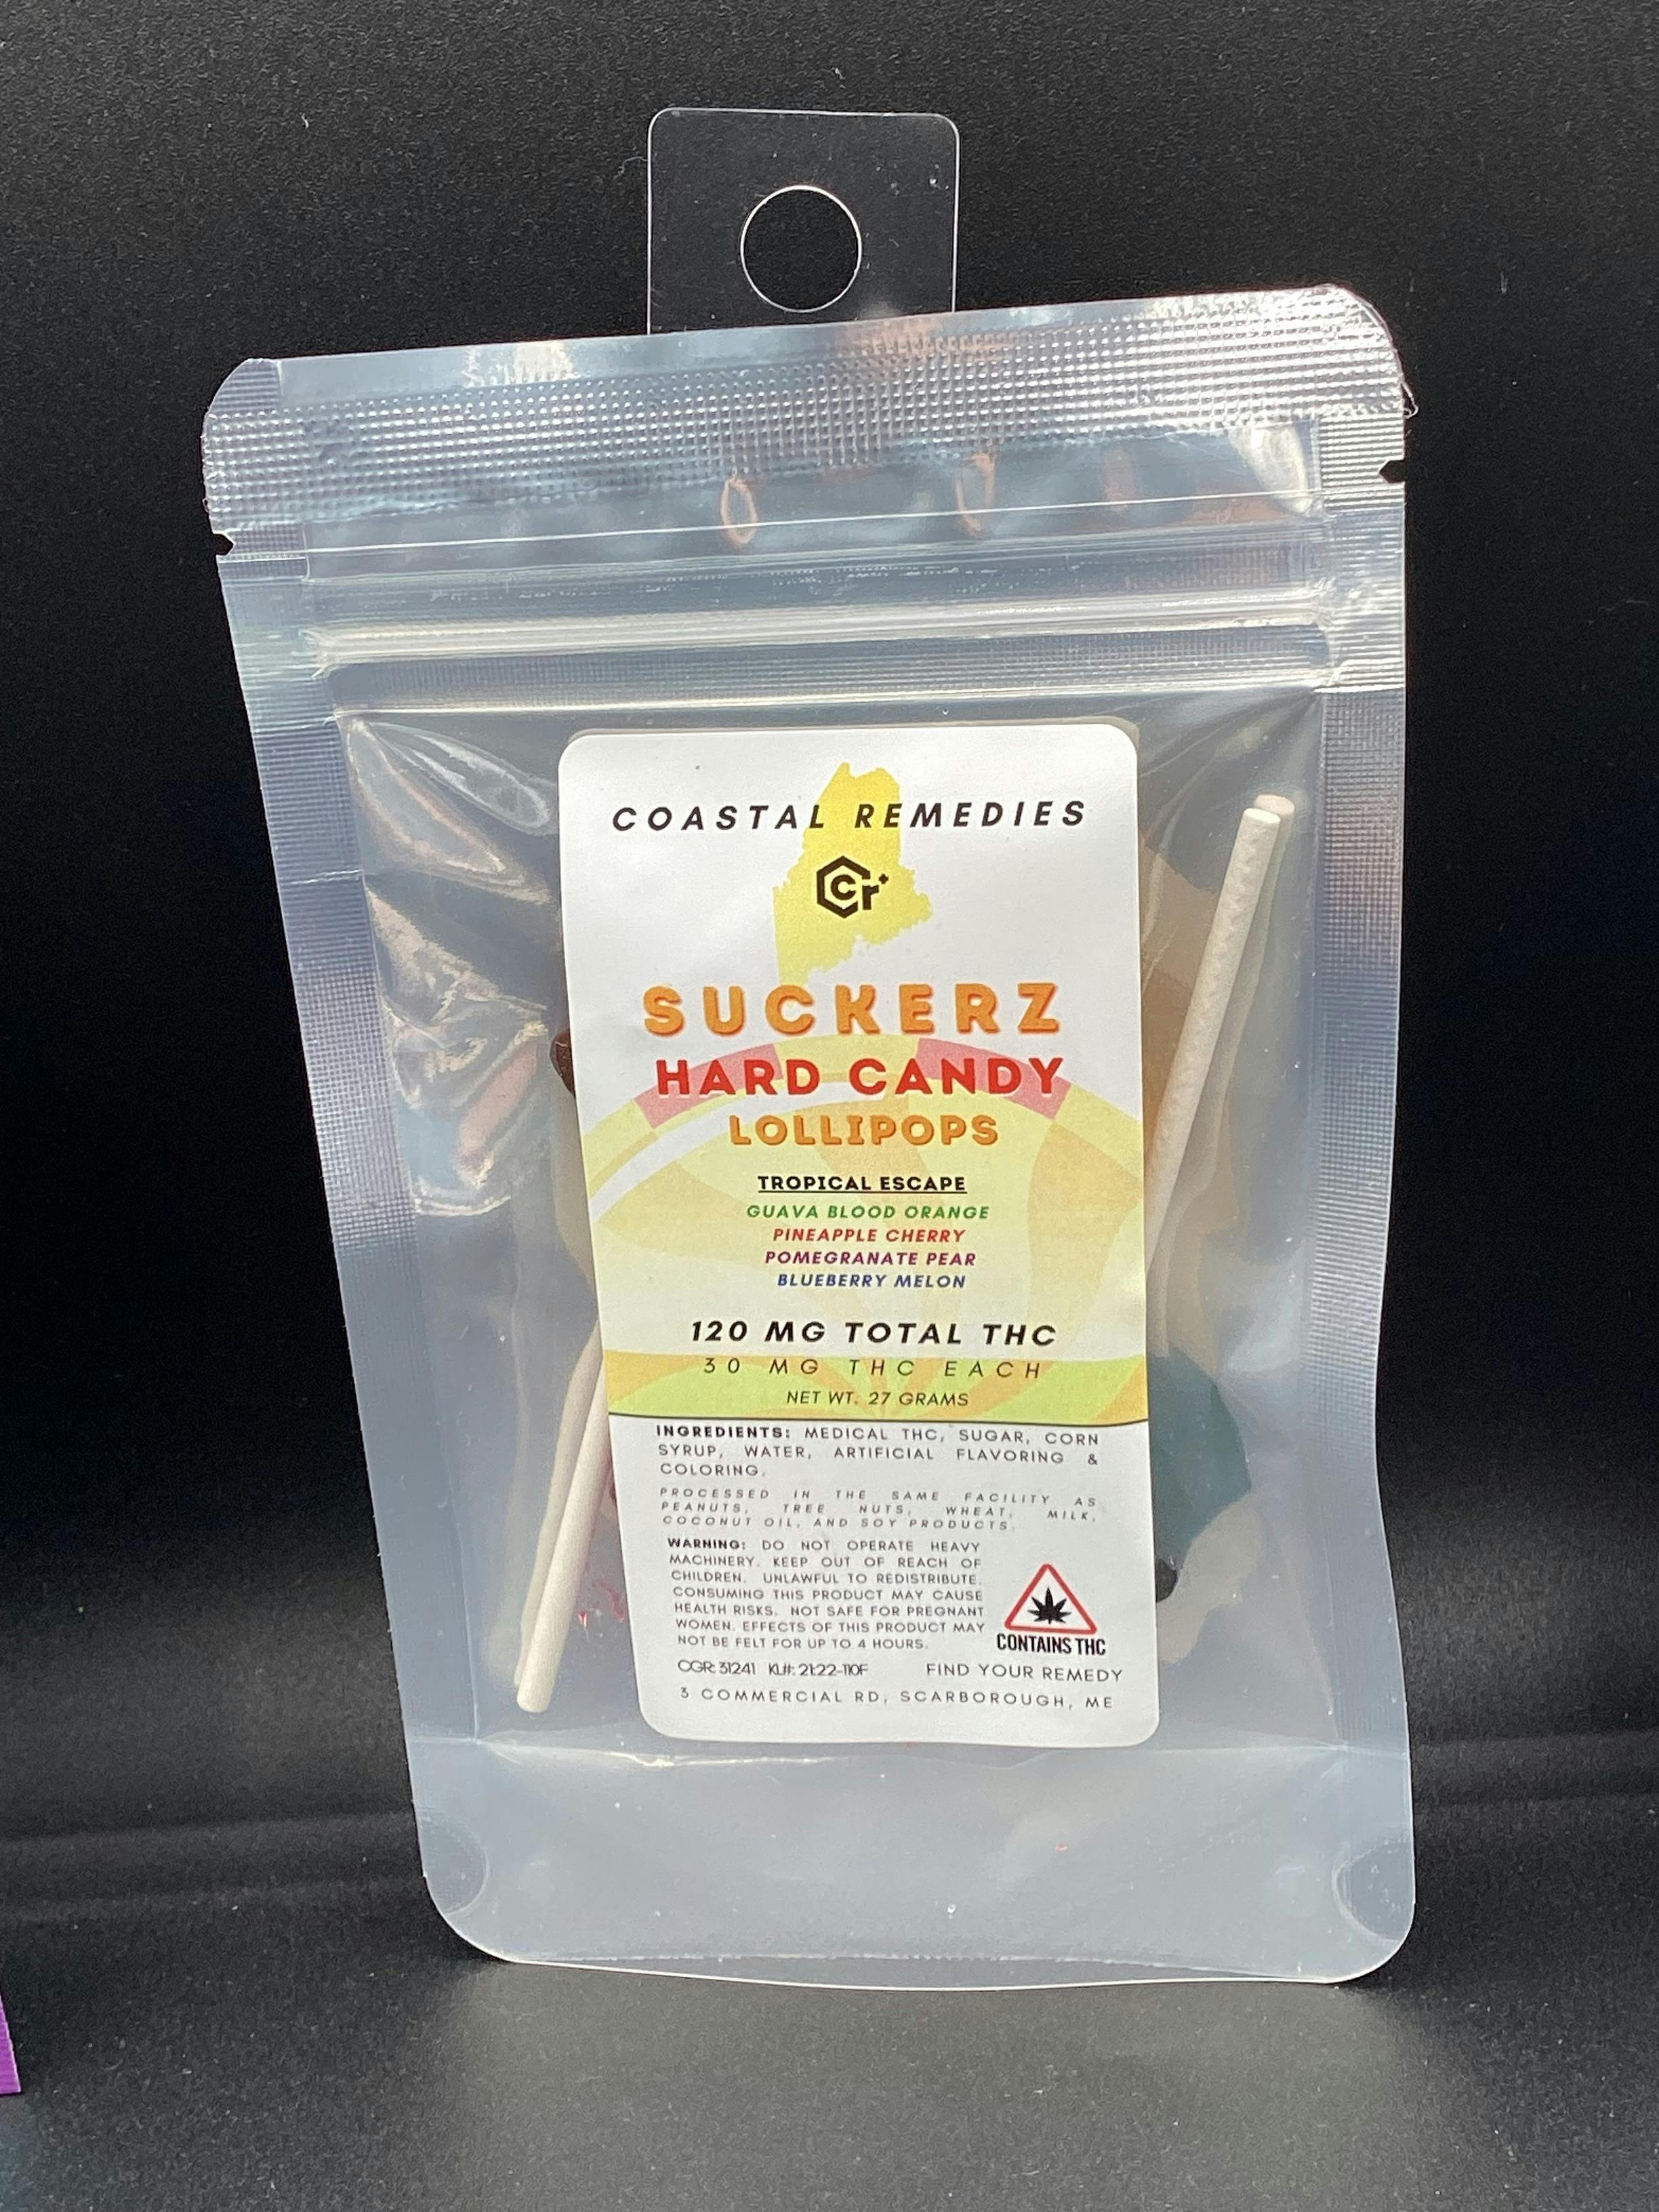 COASTAL REMEDIES
Cr+
SUCKERZ
HARD CANDY
LOLLIPOPS
TROPICAL ESCAPE
GUAVA BLOOD ORANGE
PINEAPPLE CHERRY
POMEGRANATE PEAR
BLUEBERRY MELON
120 MG TOTAL THC
30 MG THC EACH
NET WT. 27 GRAMS
INGREDIENTS: MEDICAL THC, SUGAR, CORN
SYRUP, WATER, ARTIFICIAL FLAVORING &
COLORING.
PROCESSED IN THE SAME FACILITY AS
PEANUTS, TREE NUTS, WHEAT, MILK,
COCONUT OIL, AND SOY PRODUCTS.
WARNING: DO NOT OPERATE HEAVY
MACHINERY. KEEP OUT OF REACH OF
CHILDREN. UNLAWFUL TO REDISTRIBUTE.
CONSUMING THIS PRODUCT MAY CAUSE
HEALTH RISKS. NOT SAFE FOR PREGNANT
WOMEN. EFFECTS OF THIS PRODUCT MAY
NOT BE FELT FOR UP TO 4 HOURS.
CONTAINS THC
CGR: 31241 KL#: 21:22-110F FIND YOUR REMEDY
3 COMMERCIAL RD, SCARBOROUGH, ME